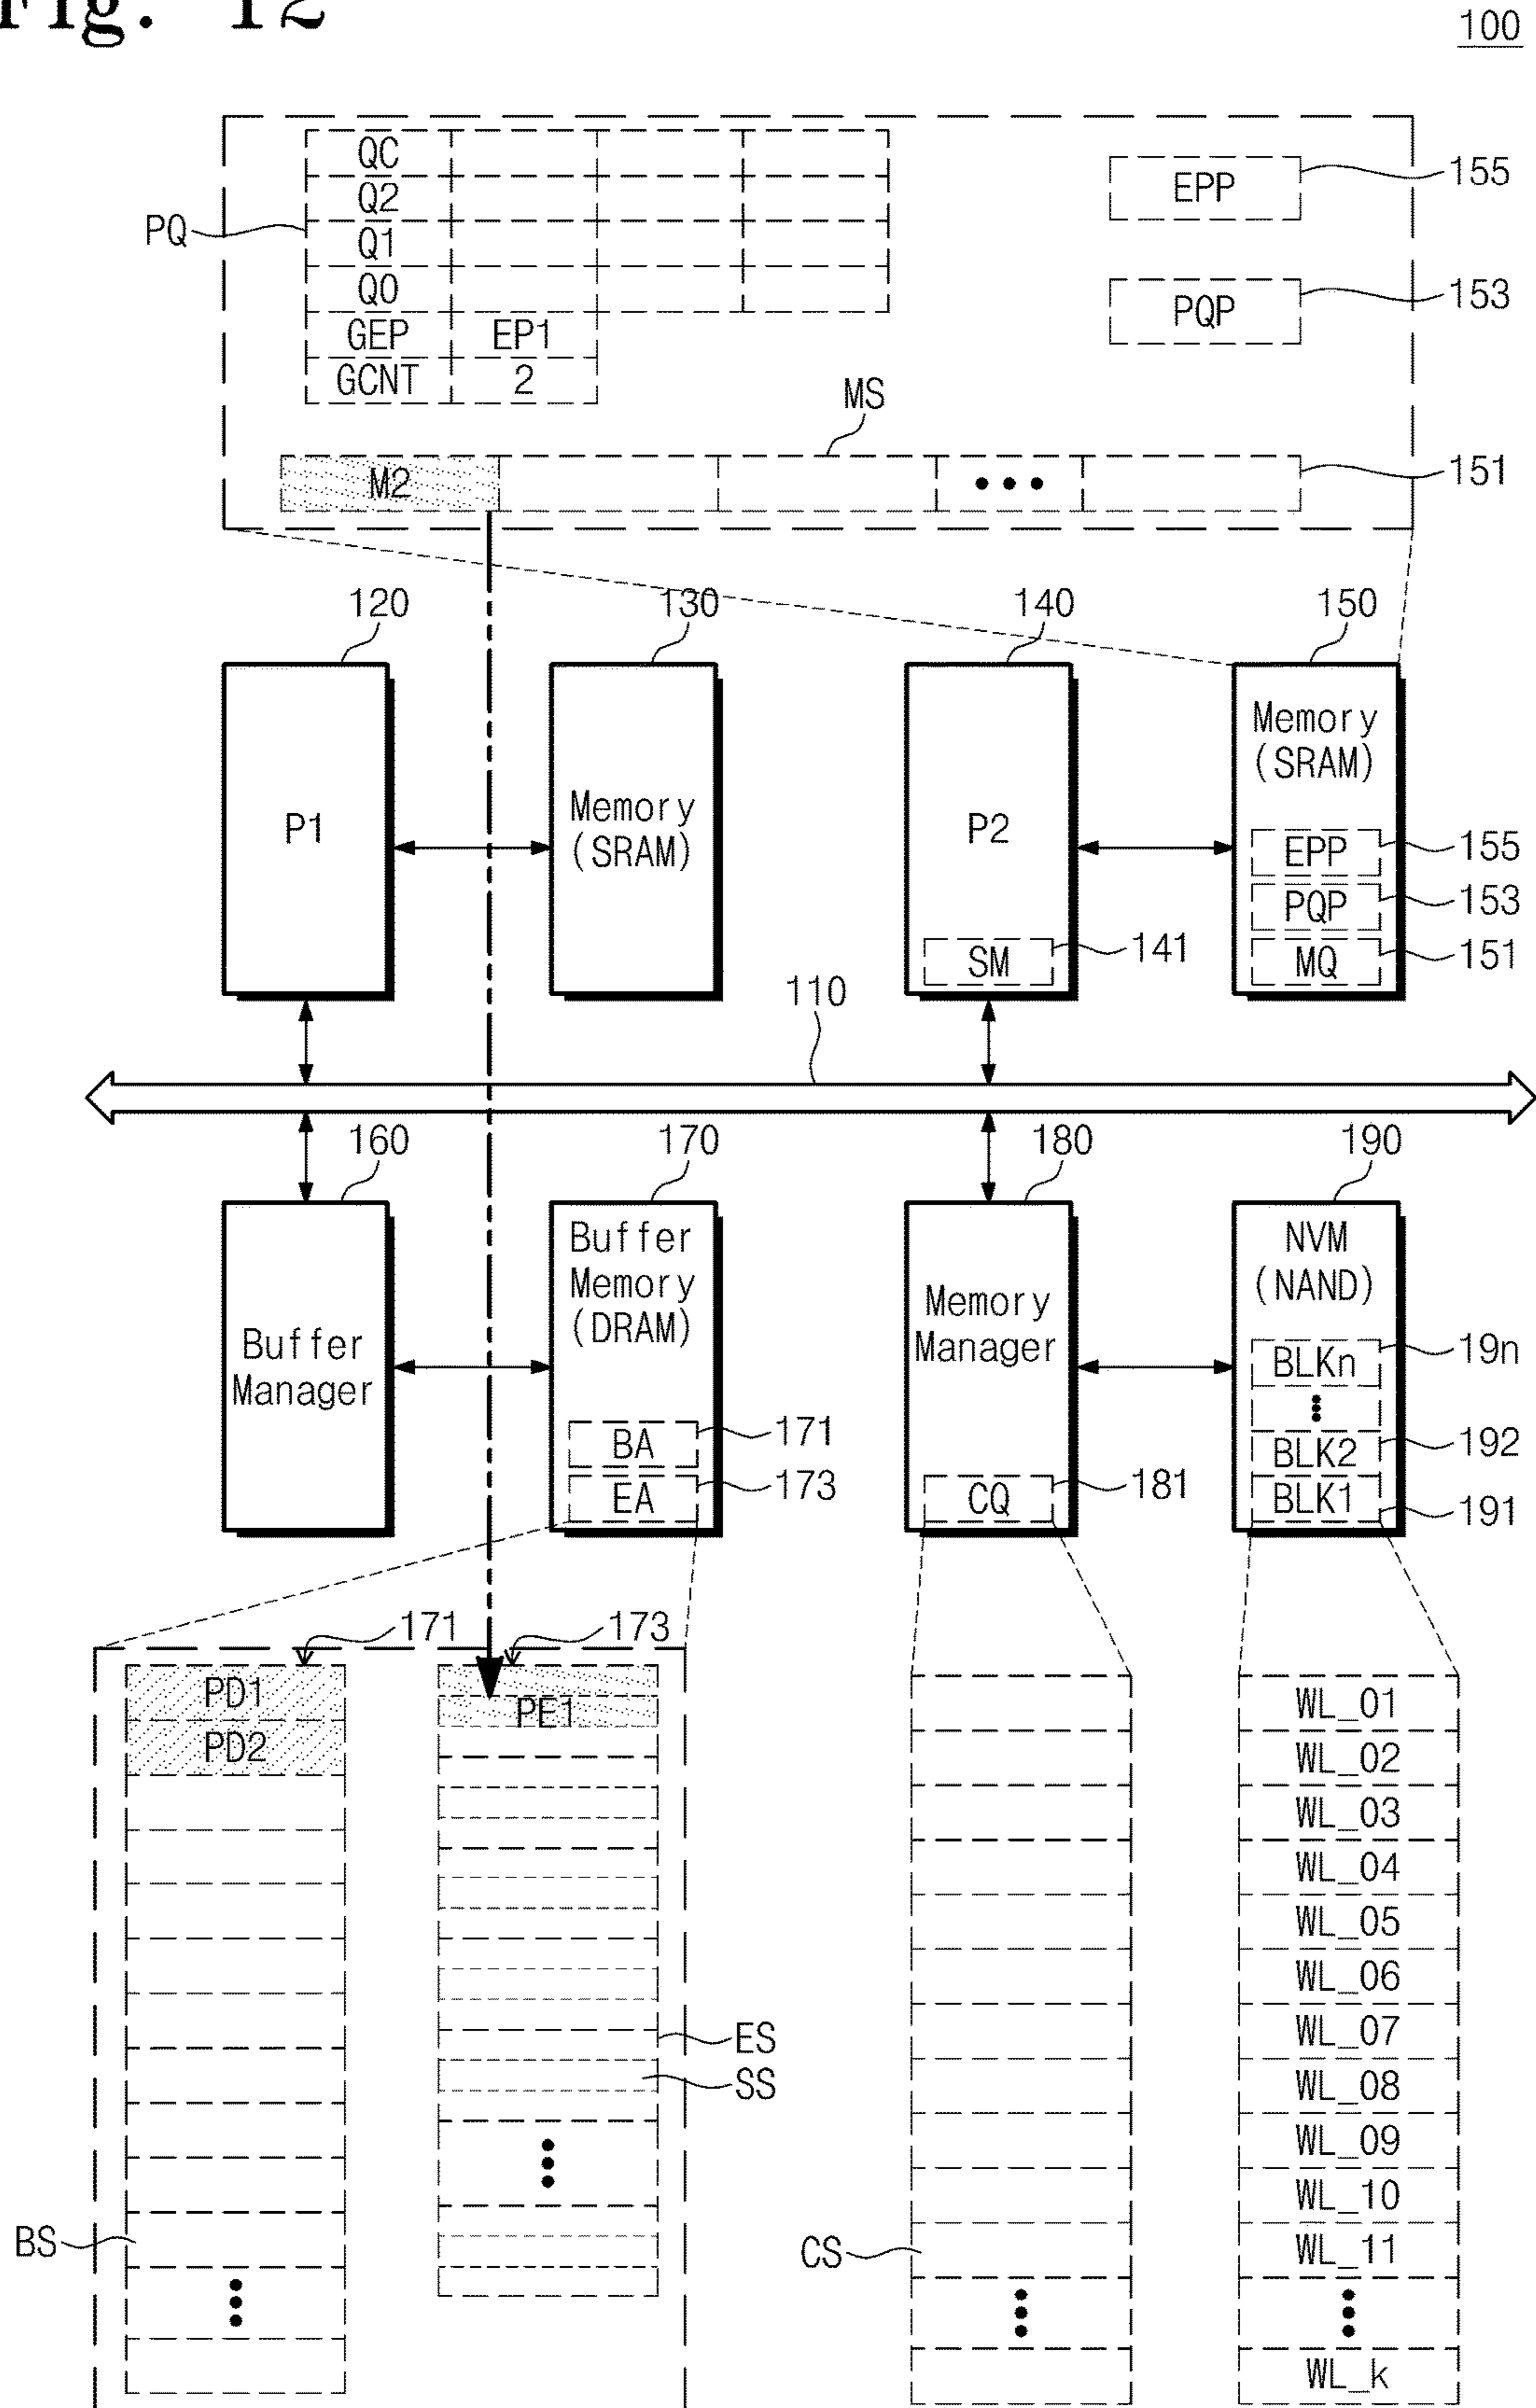 Fig. 12
100
QC
Q2
PQ
Q1
Q0
GEP EP1
GCNT 2
EPP 155
PQP 153
MS
M2 151
120 130 140 150
P1
Memory
(SRAM)
P2
SM 141
Memory
(SRAM)
EPP 155
PQP 153
MQ 151
110
160 170 180 190
Buffer
Manager
Buffer
Memory
(DRAM)
BA 171
EA 173
Memory
Manager
CQ 181
NVM
(NAND)
BLKn 19n
BLK2 192
BLK1 191
171 173
PD1
PD2
PE1
ES
SS
BS
CS
WL_01
WL_02
WL_03
WL_04
WL_05
WL_06
WL_07
WL_08
WL_09
WL_10
WL_11
WL_k